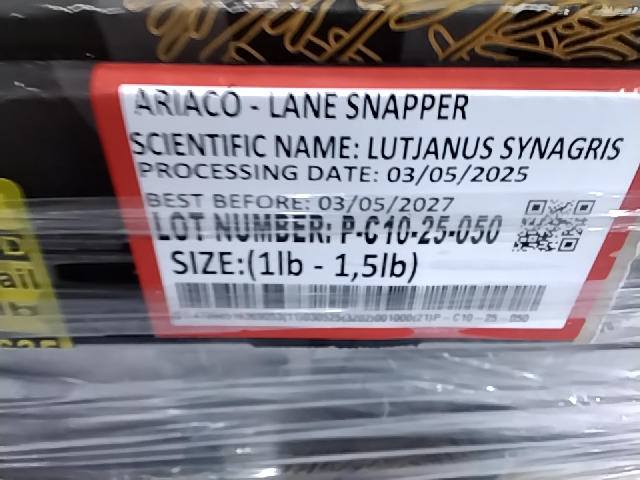 ARIACÓ - LANE SNAPPER
SCIENTIFIC NAME: LUTJANUS SYNAGRIS
PROCESSING DATE: 03/05/2025
BEST BEFORE: 03/05/2027
LOT NUMBER: P-C10-25-050
SIZE:(1lb - 1,5lb)